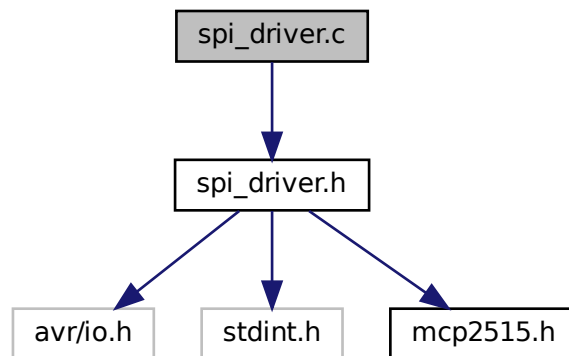 spi_driver.c
spi_driver.h
avr/io.h
stdint.h
mcp2515.h